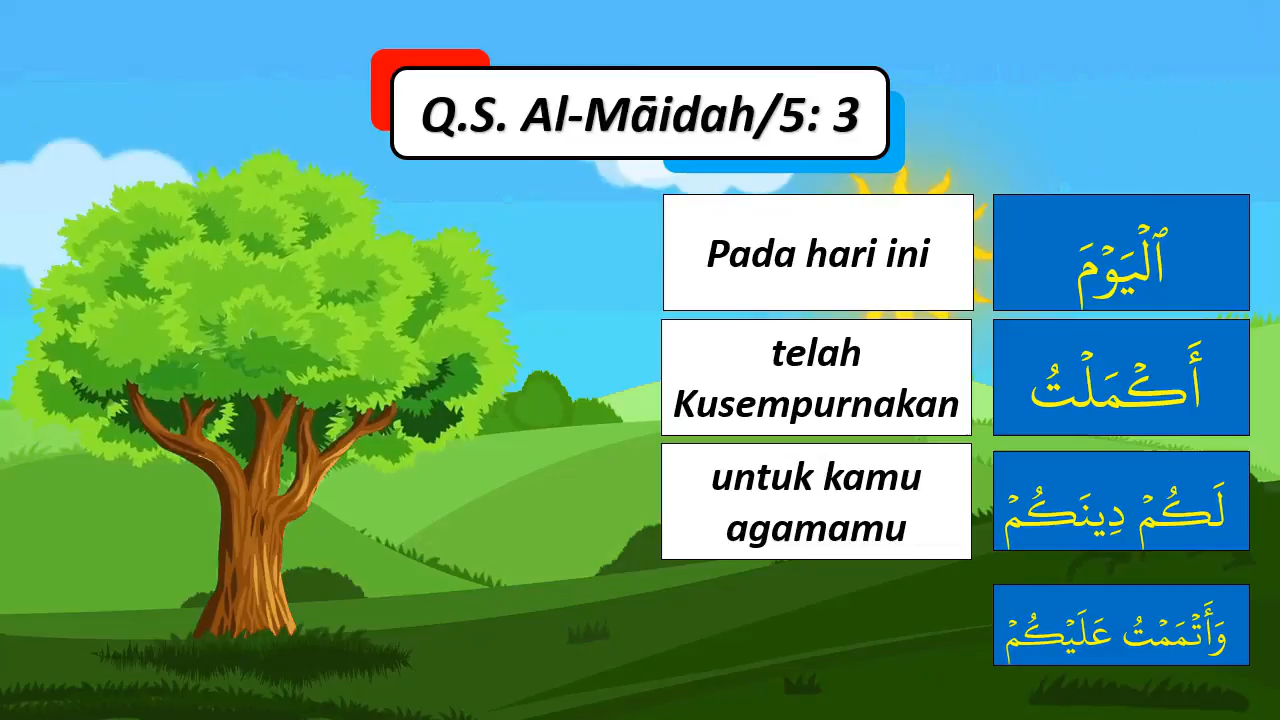 Q.S. Al-Māidah/5: 3
Pada hari ini
ٱلۡيَوۡمَ
telah
Kusempurnakan
أَكۡمَلۡتُ
untuk kamu
agamamu
لَكُمۡ دِينَكُمۡ
وَأَتۡمَمۡتُ عَلَيۡكُمۡ